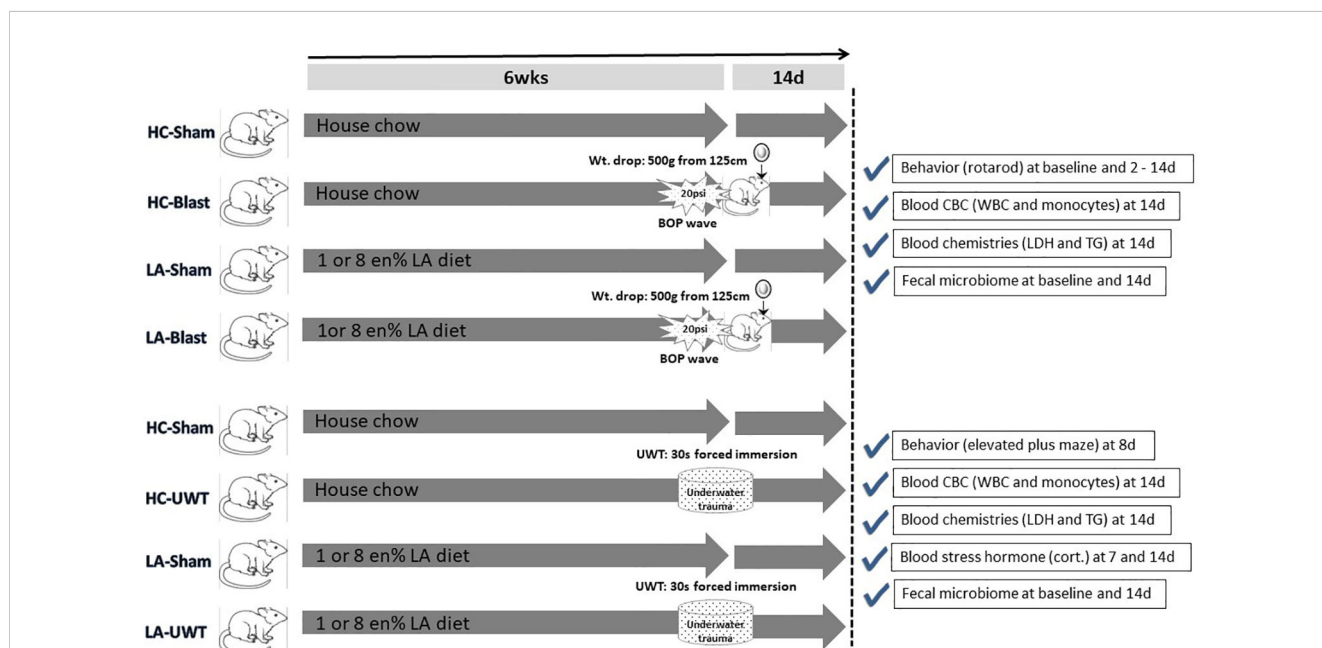 6wks 14d
HC-Sham House chow
Wt. drop: 500g from 125cm
HC-Blast House chow 20psi
BOP wave
LA-Sham 1 or 8 en% LA diet
Wt. drop: 500g from 125cm
LA-Blast 1or 8 en% LA diet 20psi
BOP wave
Behavior (rotarod) at baseline and 2 - 14d
Blood CBC (WBC and monocytes) at 14d
Blood chemistries (LDH and TG) at 14d
Fecal microbiome at baseline and 14d
HC-Sham House chow
UWT: 30s forced immersion
HC-UWT House chow Underwater
trauma
LA-Sham 1 or 8 en% LA diet
UWT: 30s forced immersion
LA-UWT 1 or 8 en% LA diet Underwater
trauma
Behavior (elevated plus maze) at 8d
Blood CBC (WBC and monocytes) at 14d
Blood chemistries (LDH and TG) at 14d
Blood stress hormone (cort.) at 7 and 14d
Fecal microbiome at baseline and 14d